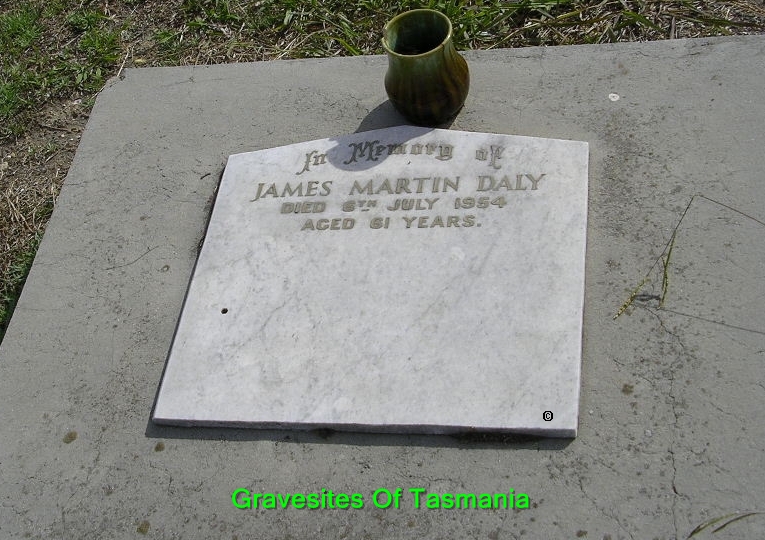 In Memory of
JAMES MARTIN DALY
DIED 6TH JULY 1954
AGED 61 YEARS.
©
Gravesites Of Tasmania